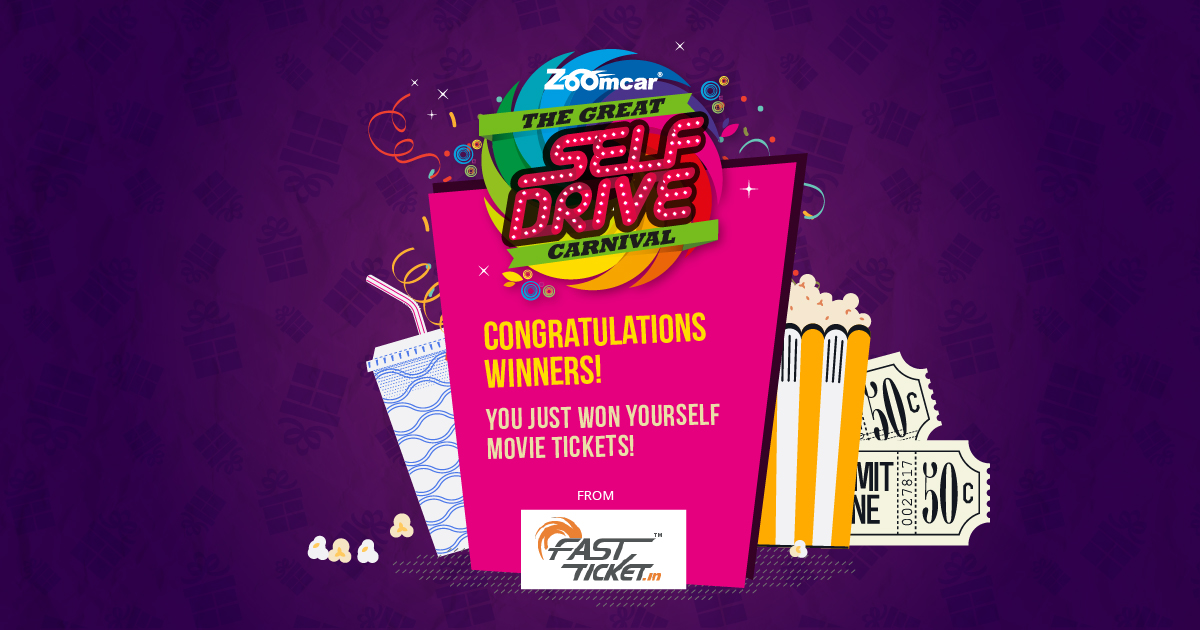 Zoomcar®
THE GREAT
SELF
DRIVE
CARNIVAL
CONGRATULATIONS
WINNERS!
YOU JUST WON YOURSELF
MOVIE TICKETS!
FROM
FAST
TICKET.in
TM
50c
MIT
NE
0027817
50c